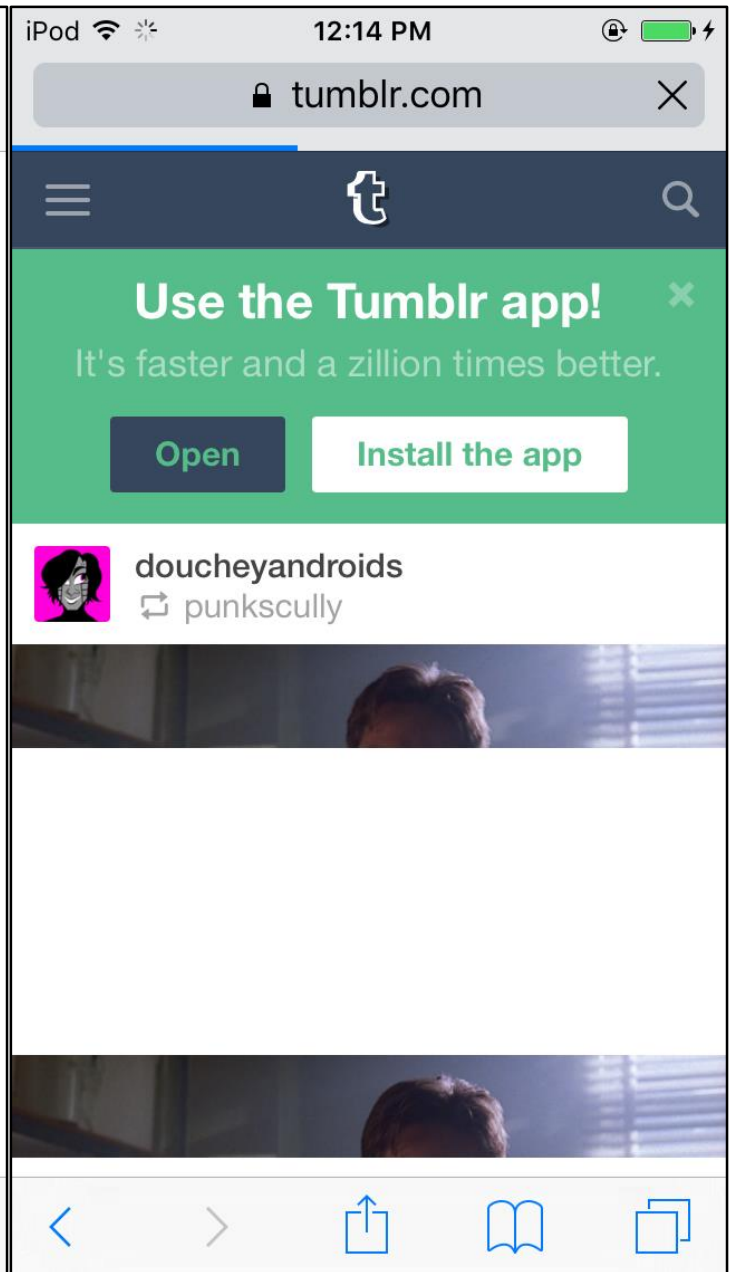 iPod 12:14 PM
tumblr.com
t
Use the Tumblr app!
It's faster and a zillion times better.
Open Install the app
doucheyandroids
punkscully